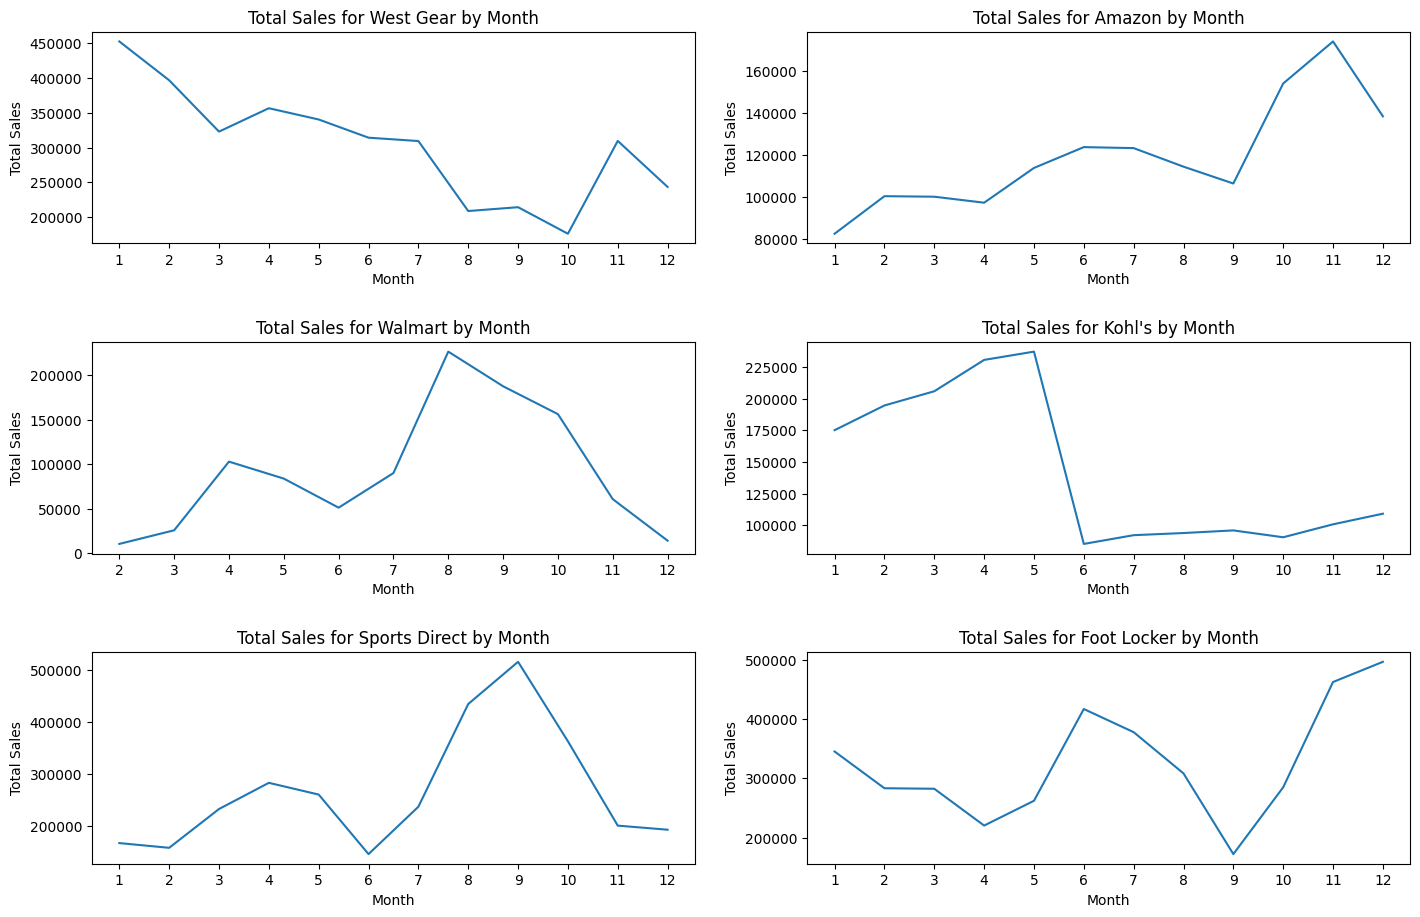 Total Sales for West Gear by Month
Total Sales
450000
400000
350000
300000
250000
200000
1 2 3 4 5 6 7 8 9 10 11 12
Month
Total Sales for Amazon by Month
Total Sales
160000
140000
120000
100000
80000
1 2 3 4 5 6 7 8 9 10 11 12
Month
Total Sales for Walmart by Month
Total Sales
200000
150000
100000
50000
0
2 3 4 5 6 7 8 9 10 11 12
Month
Total Sales for Kohl's by Month
Total Sales
225000
200000
175000
150000
125000
100000
1 2 3 4 5 6 7 8 9 10 11 12
Month
Total Sales for Sports Direct by Month
Total Sales
500000
400000
300000
200000
1 2 3 4 5 6 7 8 9 10 11 12
Month
Total Sales for Foot Locker by Month
Total Sales
500000
400000
300000
200000
1 2 3 4 5 6 7 8 9 10 11 12
Month